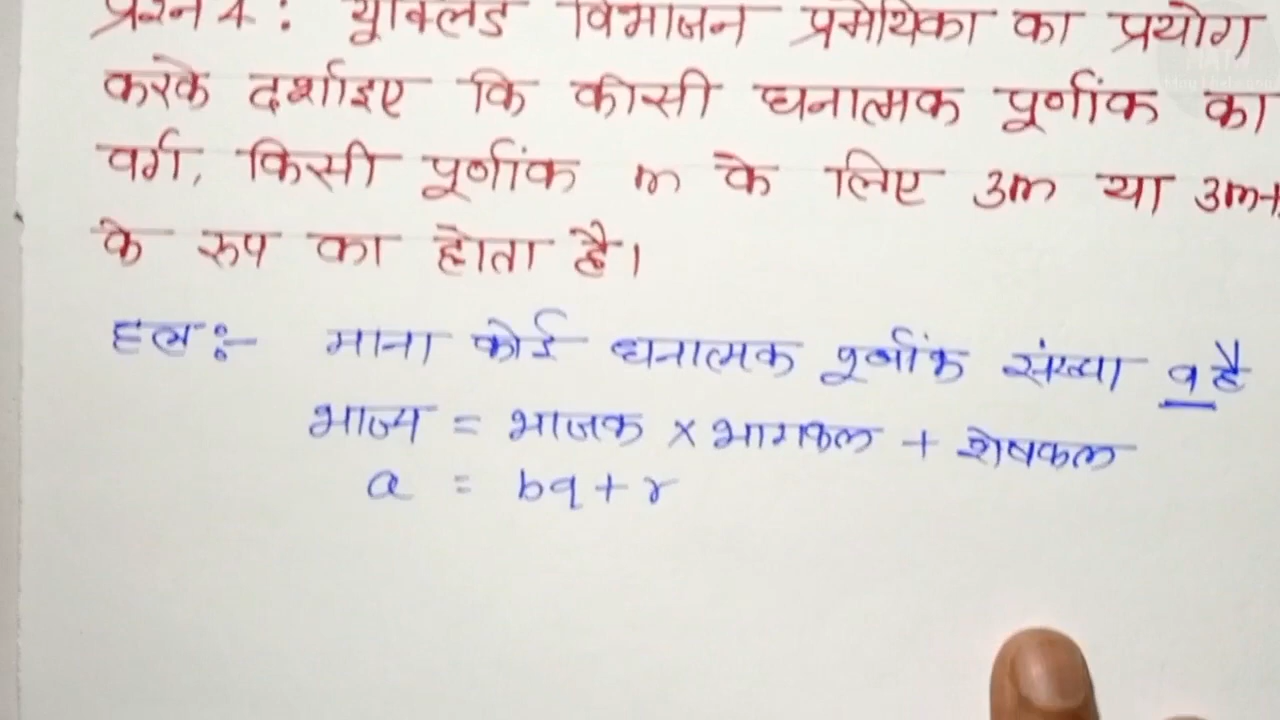 प्रश्न 4 : यूक्लिड विभाजन प्रमेयिका का प्रयोग
करके दर्शाइए कि कीसी धनात्मक पूर्णांक का
वर्ग, किसी पूर्णांक m के लिए 3m या 3m+
के रुप का होता है।
हल :- माना कोई धनात्मक पूर्णांक संख्या q है
भाज्य = भाजक × भागफल + शेषफल
a = bq + r